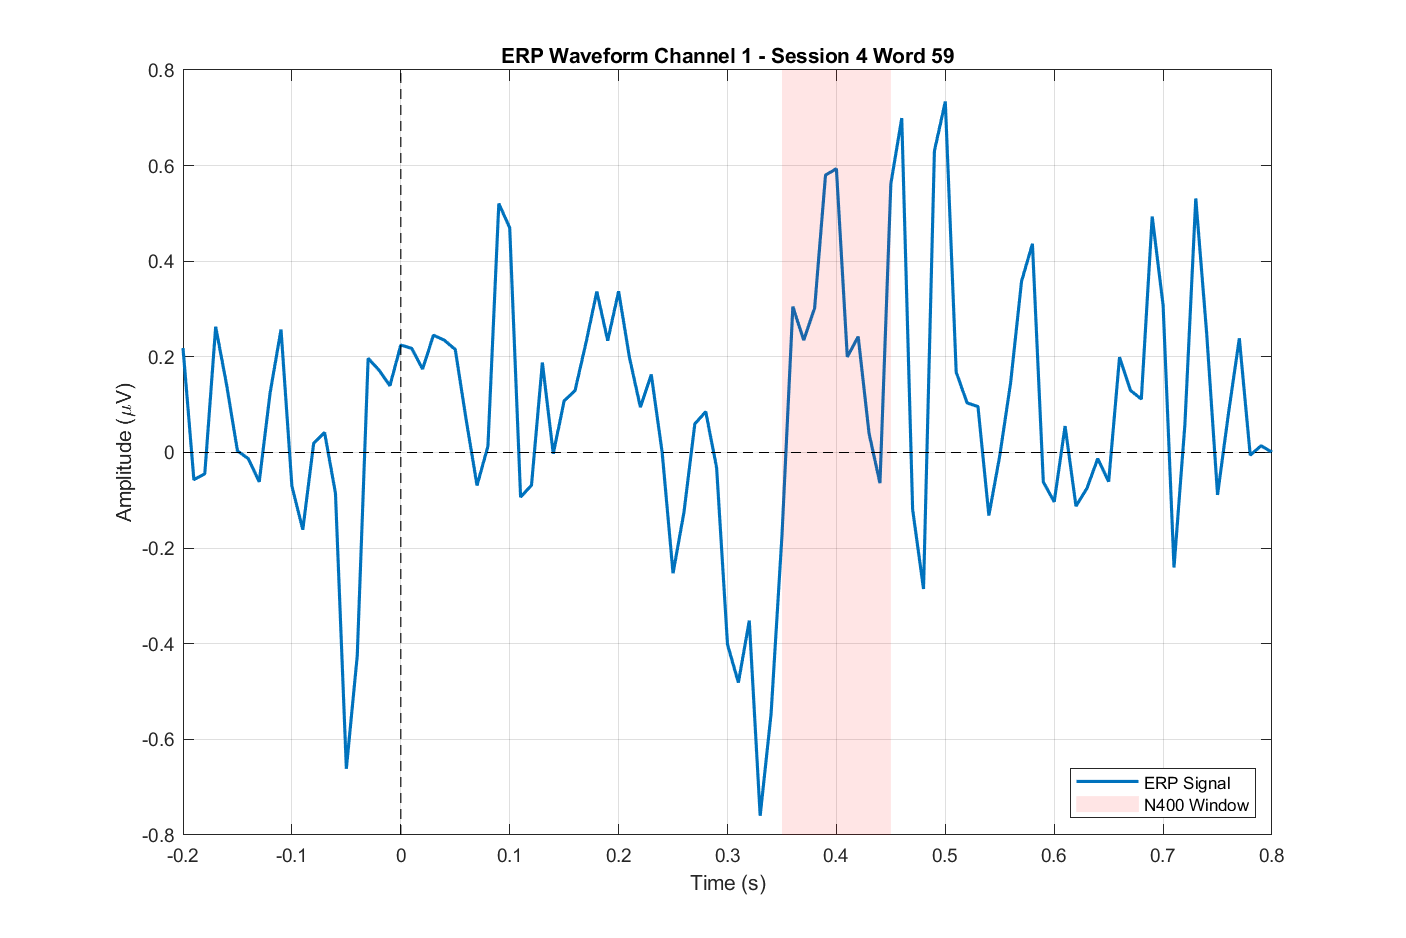 ERP Waveform Channel 1 - Session 4 Word 59
0.8
0.6
0.4
0.2
0
-0.2
-0.4
-0.6
-0.8
Amplitude (μV)
-0.2 -0.1 0 0.1 0.2 0.3 0.4 0.5 0.6 0.7 0.8
Time (s)
ERP Signal
N400 Window